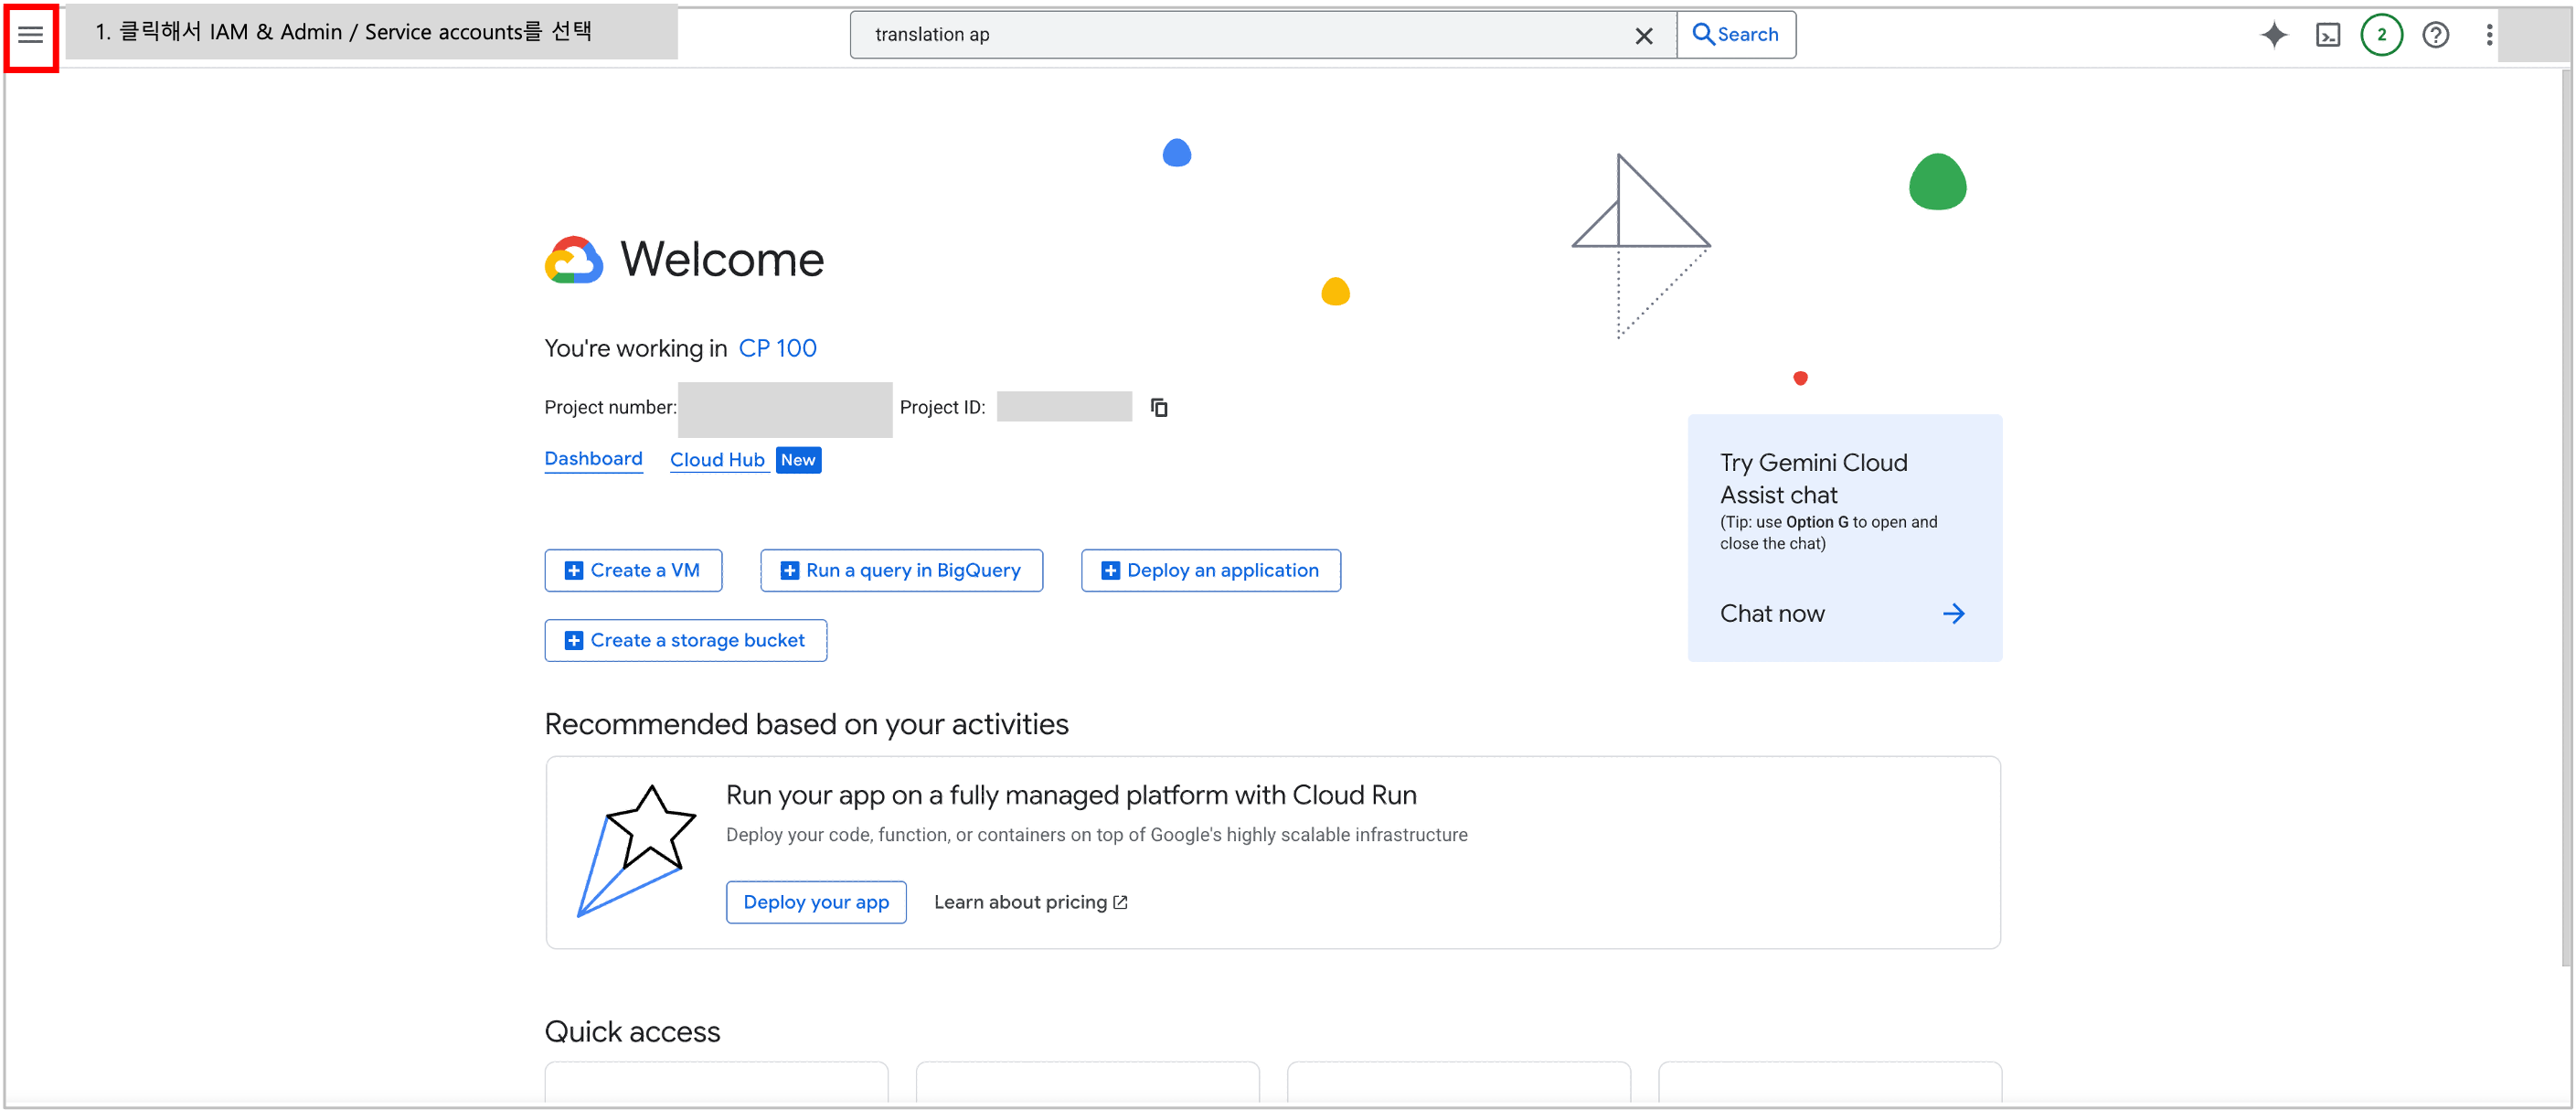 1. 클릭해서 IAM & Admin / Service accounts를 선택
translation ap
Search
2
Welcome
You're working in CP 100
Project number: Project ID:
Dashboard Cloud Hub New
Create a VM Run a query in BigQuery Deploy an application
Create a storage bucket
Try Gemini Cloud
Assist chat
(Tip: use Option G to open and
close the chat)
Chat now
Recommended based on your activities
Run your app on a fully managed platform with Cloud Run
Deploy your code, function, or containers on top of Google's highly scalable infrastructure
Deploy your app Learn about pricing
Quick access